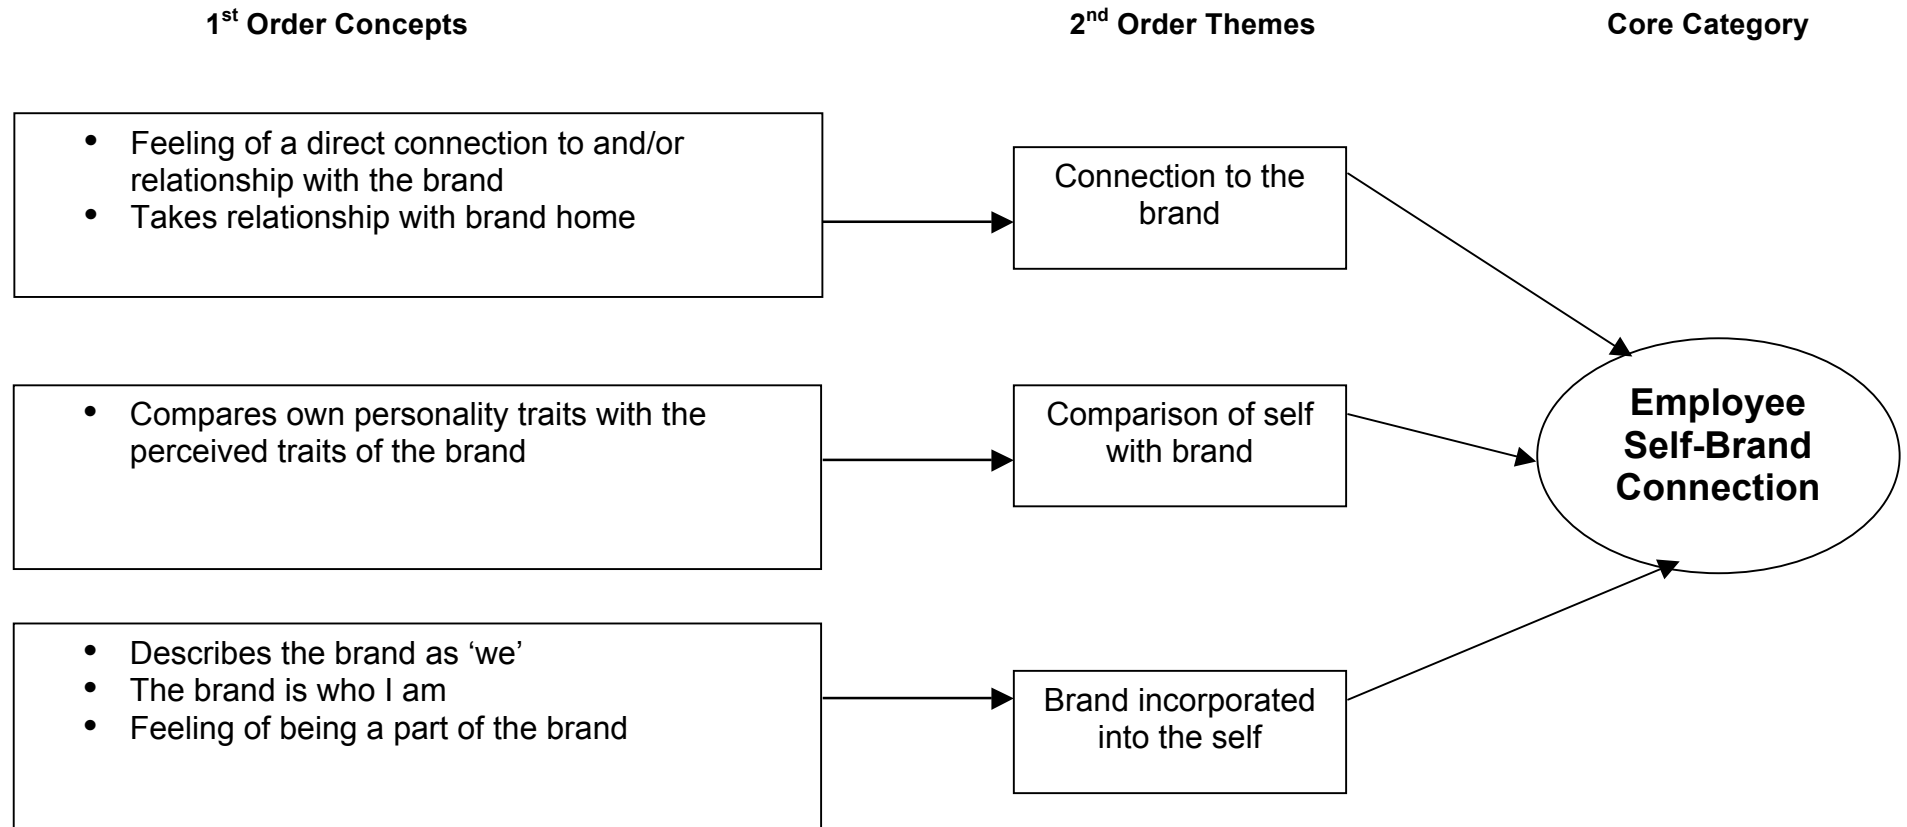 1st Order Concepts 2nd Order Themes Core Category
• Feeling of a direct connection to and/or
relationship with the brand
• Takes relationship with brand home
Connection to the
brand
• Compares own personality traits with the
perceived traits of the brand
Comparison of self
with brand
Employee
Self-Brand
Connection
• Describes the brand as ‘we’
• The brand is who I am
• Feeling of being a part of the brand
Brand incorporated
into the self